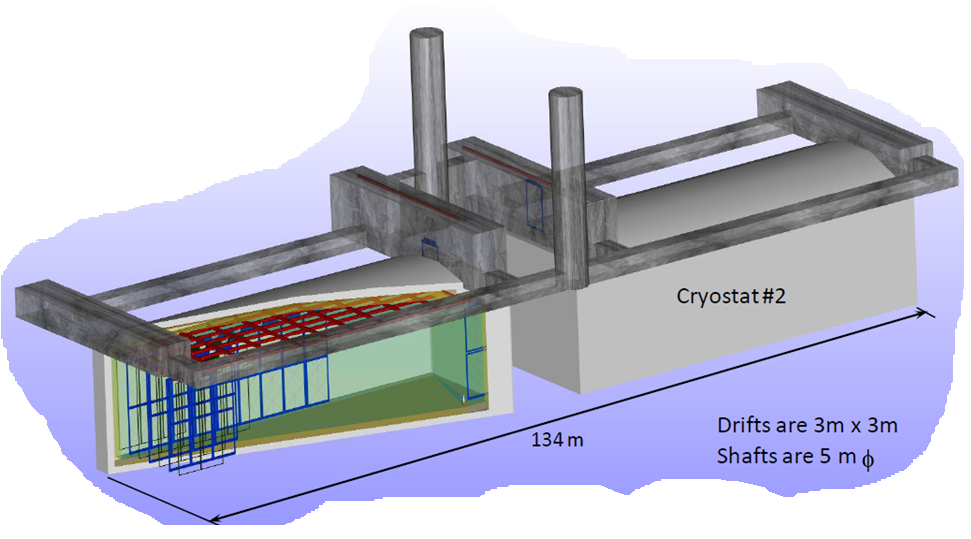 Cryostat #2
134 m
Drifts are 3m x 3m
Shafts are 5 m ϕ